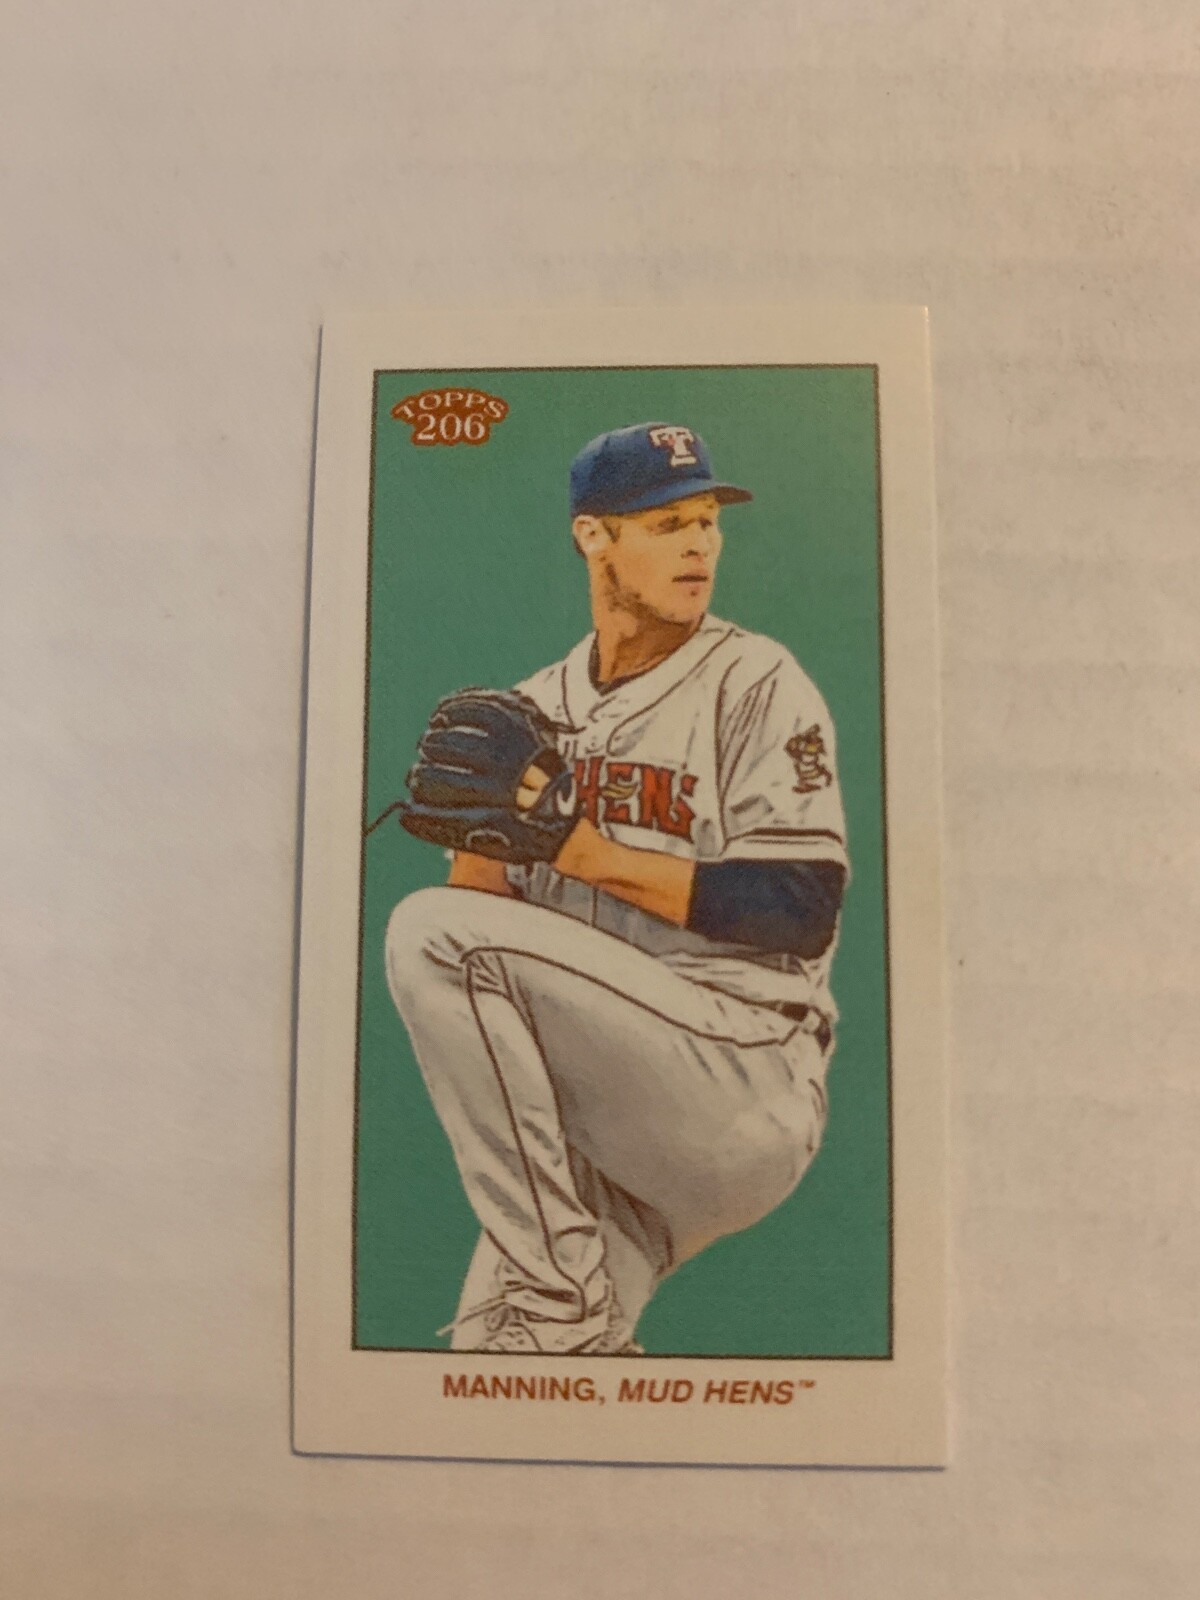 TOPPS
206
T
HENS
MANNING, MUD HENS™